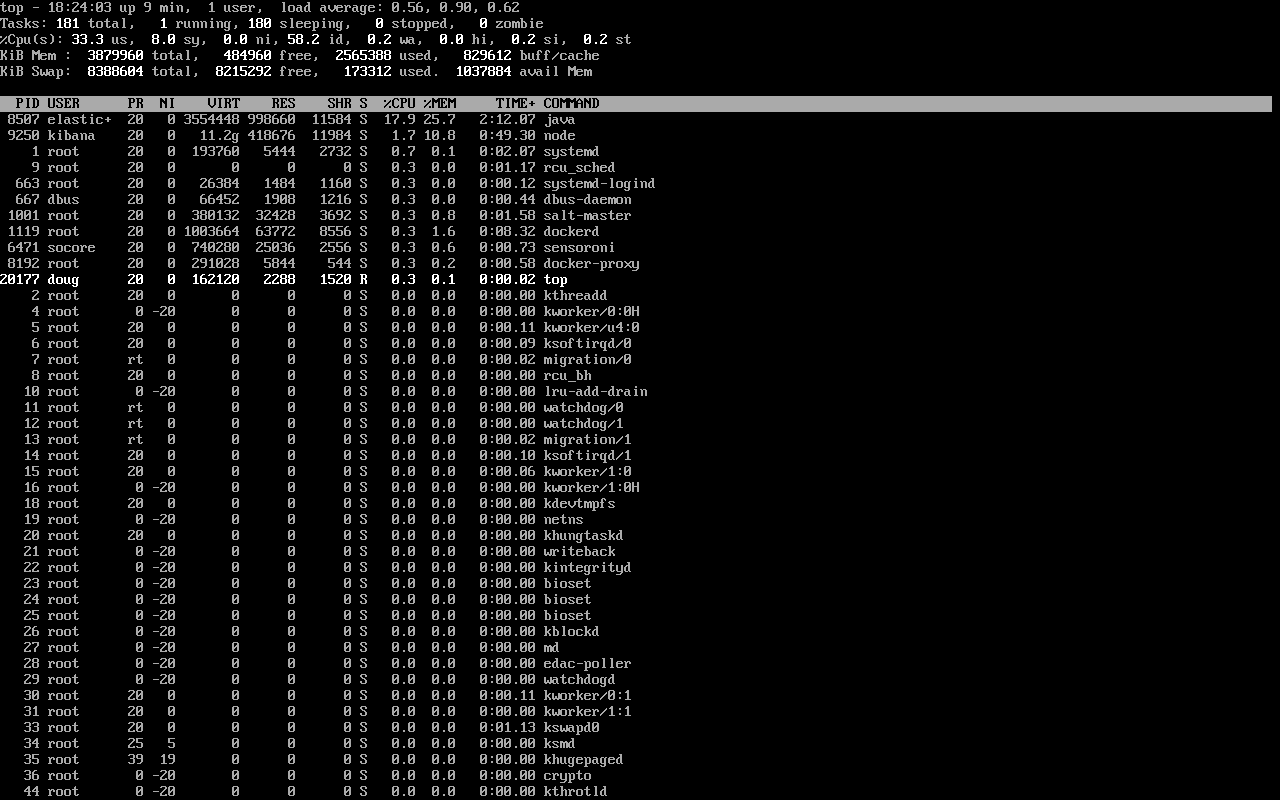 top - 18:24:03 up 9 min,  1 user,  load average: 0.56, 0.90, 0.62
Tasks: 181 total,   1 running, 180 sleeping,   0 stopped,   0 zombie
%Cpu(s): 33.3 us,  8.0 sy,  0.0 ni, 58.2 id,  0.2 wa,  0.0 hi,  0.2 si,  0.2 st
KiB Mem :  3879960 total,   484960 free,  2565388 used,   829612 buff/cache
KiB Swap:  8388604 total,  8215292 free,   173312 used.  1037884 avail Mem
PID USER      PR  NI    VIRT    RES    SHR S  %CPU %MEM     TIME+ COMMAND
8507 elastic+  20   0 3554448 998660  11584 S  17.9 25.7   2:12.07 java
9250 kibana    20   0   11.2g 418676  11984 S   1.7 10.8   0:49.30 node
1 root      20   0  193760   5444   2732 S   0.7  0.1   0:02.07 systemd
9 root      20   0       0      0      0 S   0.3  0.0   0:01.17 rcu_sched
663 root      20   0   26384   1484   1160 S   0.3  0.0   0:00.12 systemd-logind
667 dbus      20   0   66452   1908   1216 S   0.3  0.0   0:00.44 dbus-daemon
1001 root      20   0  380132  32428   3692 S   0.3  0.8   0:01.58 salt-master
1119 root      20   0 1003664  63772   8556 S   0.3  1.6   0:08.32 dockerd
6471 socore    20   0  740280  25036   2556 S   0.3  0.6   0:00.73 sensoroni
8192 root      20   0  291028   5844    544 S   0.3  0.2   0:00.58 docker-proxy
20177 doug      20   0  162120   2288   1520 R   0.3  0.1   0:00.02 top
2 root      20   0       0      0      0 S   0.0  0.0   0:00.00 kthreadd
4 root       0 -20       0      0      0 S   0.0  0.0   0:00.00 kworker/0:0H
5 root      20   0       0      0      0 S   0.0  0.0   0:00.11 kworker/u4:0
6 root      20   0       0      0      0 S   0.0  0.0   0:00.09 ksoftirqd/0
7 root      rt   0       0      0      0 S   0.0  0.0   0:00.02 migration/0
8 root      20   0       0      0      0 S   0.0  0.0   0:00.00 rcu_bh
10 root       0 -20       0      0      0 S   0.0  0.0   0:00.00 lru-add-drain
11 root      rt   0       0      0      0 S   0.0  0.0   0:00.00 watchdog/0
12 root      rt   0       0      0      0 S   0.0  0.0   0:00.00 watchdog/1
13 root      rt   0       0      0      0 S   0.0  0.0   0:00.02 migration/1
14 root      20   0       0      0      0 S   0.0  0.0   0:00.10 ksoftirqd/1
15 root      20   0       0      0      0 S   0.0  0.0   0:00.06 kworker/1:0
16 root       0 -20       0      0      0 S   0.0  0.0   0:00.00 kworker/1:0H
18 root      20   0       0      0      0 S   0.0  0.0   0:00.00 kdevtmpfs
19 root       0 -20       0      0      0 S   0.0  0.0   0:00.00 netns
20 root      20   0       0      0      0 S   0.0  0.0   0:00.00 khungtaskd
21 root       0 -20       0      0      0 S   0.0  0.0   0:00.00 writeback
22 root       0 -20       0      0      0 S   0.0  0.0   0:00.00 kintegrityd
23 root       0 -20       0      0      0 S   0.0  0.0   0:00.00 bioset
24 root       0 -20       0      0      0 S   0.0  0.0   0:00.00 bioset
25 root       0 -20       0      0      0 S   0.0  0.0   0:00.00 bioset
26 root       0 -20       0      0      0 S   0.0  0.0   0:00.00 kblockd
27 root       0 -20       0      0      0 S   0.0  0.0   0:00.00 md
28 root       0 -20       0      0      0 S   0.0  0.0   0:00.00 edac-poller
29 root       0 -20       0      0      0 S   0.0  0.0   0:00.00 watchdogd
30 root      20   0       0      0      0 S   0.0  0.0   0:00.11 kworker/0:1
31 root      20   0       0      0      0 S   0.0  0.0   0:00.00 kworker/1:1
33 root      20   0       0      0      0 S   0.0  0.0   0:01.13 kswapd0
34 root      25   5       0      0      0 S   0.0  0.0   0:00.00 ksmd
35 root      39  19       0      0      0 S   0.0  0.0   0:00.00 khugepaged
36 root       0 -20       0      0      0 S   0.0  0.0   0:00.00 crypto
44 root       0 -20       0      0      0 S   0.0  0.0   0:00.00 kthrotld